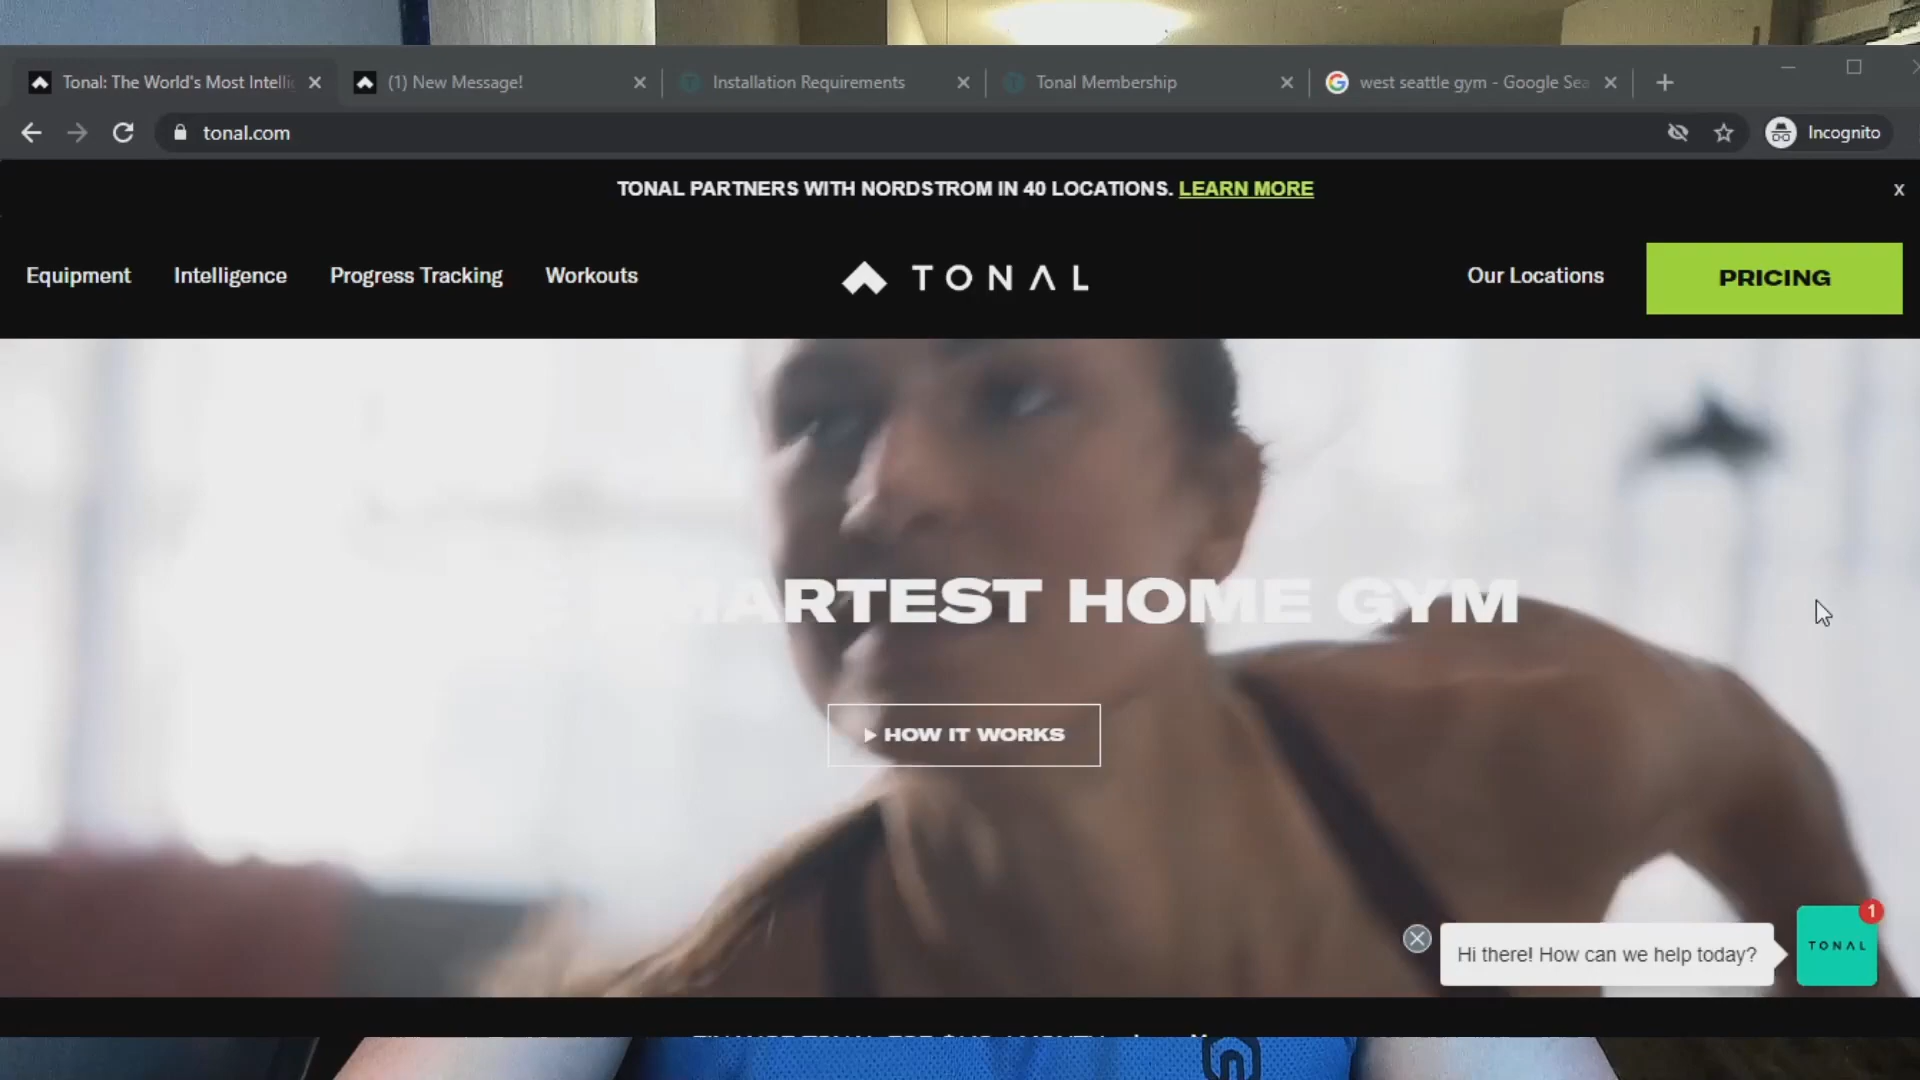 Tonal: The World's Most Intelli
(1) New Message!
Installation Requirements
Tonal Membership
west seattle gym - Google Sea
tonal.com
Incognito
TONAL PARTNERS WITH NORDSTROM IN 40 LOCATIONS. LEARN MORE
x
Equipment
Intelligence
Progress Tracking
Workouts
TONAL
Our Locations
PRICING
SMARTEST HOME GYM
HOW IT WORKS
Hi there! How can we help today?
TONAL
1